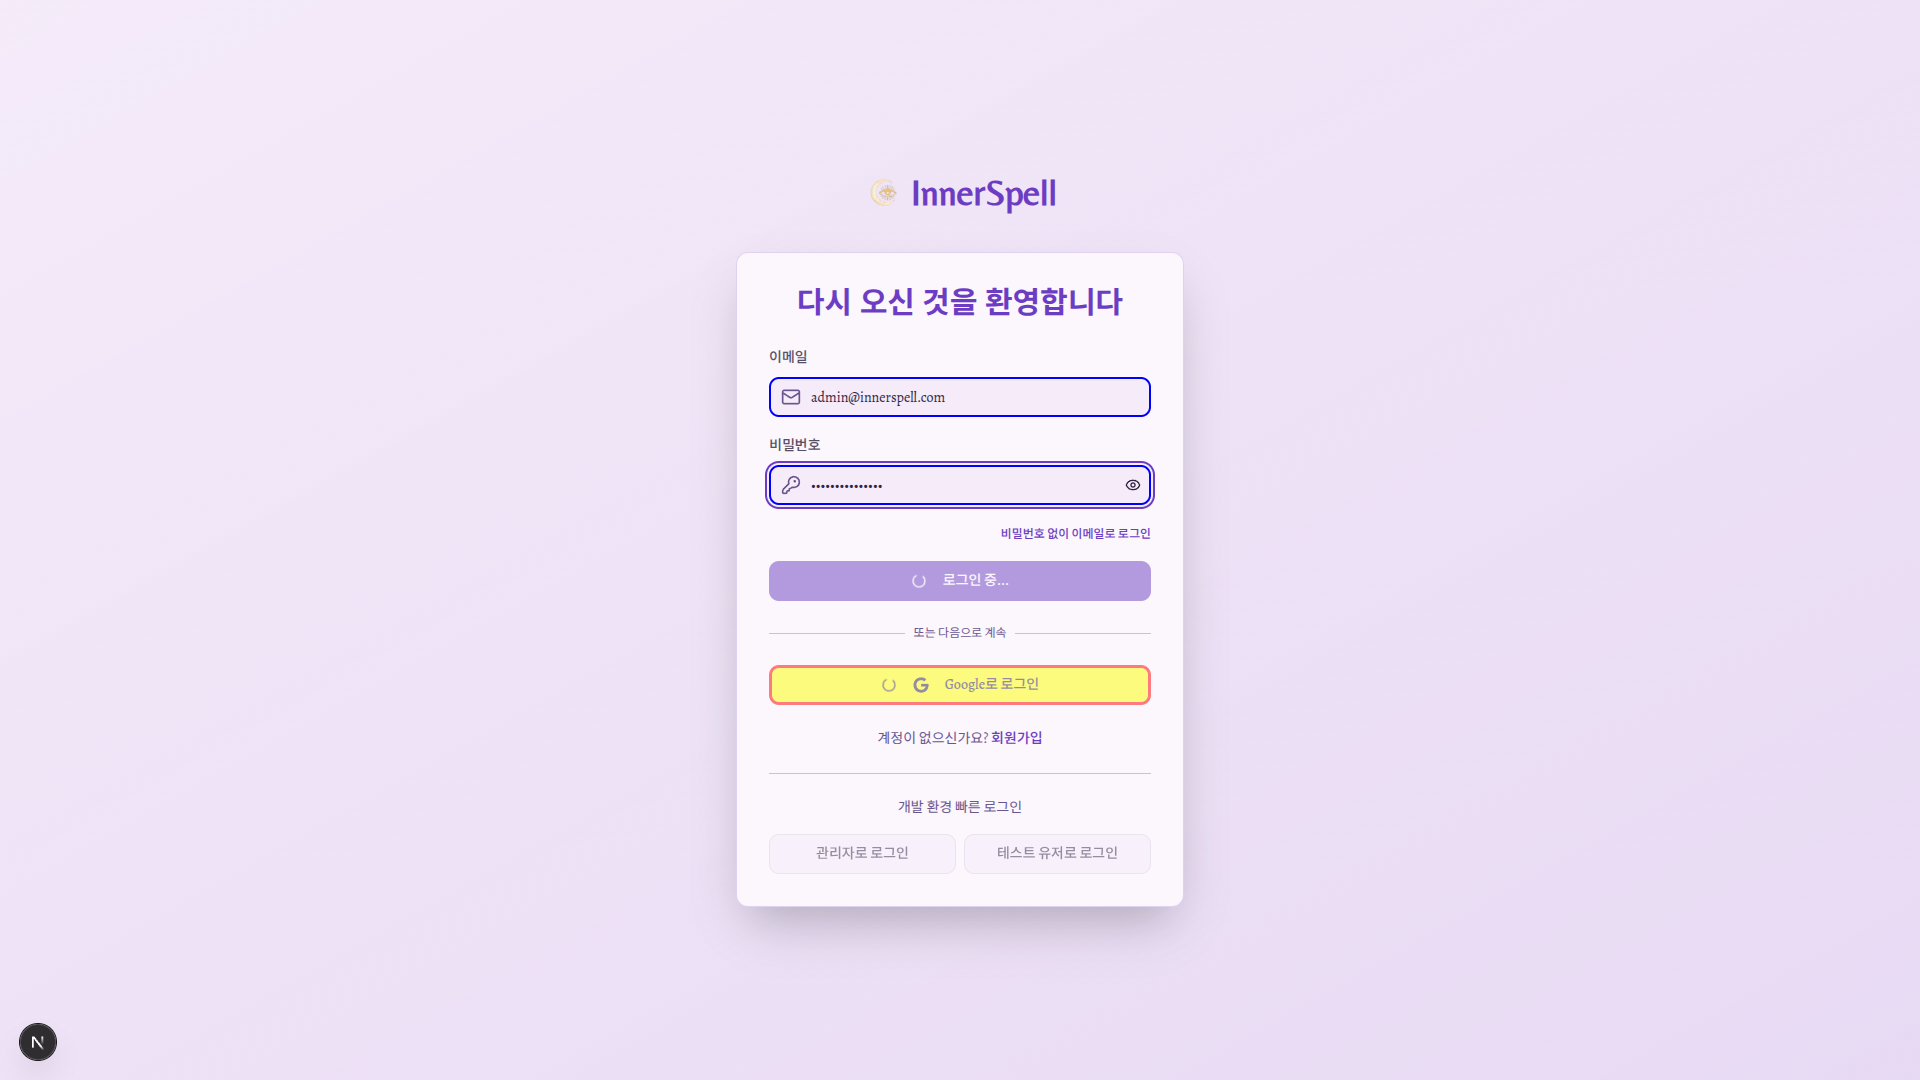 InnerSpell
다시 오신 것을 환영합니다
이메일
admin@innerspell.com
비밀번호
•••••••••••••••
비밀번호 없이 이메일로 로그인
로그인 중...
또는 다음으로 계속
G Google로 로그인
계정이 없으신가요? 회원가입
개발 환경 빠른 로그인
관리자로 로그인
테스트 유저로 로그인
N